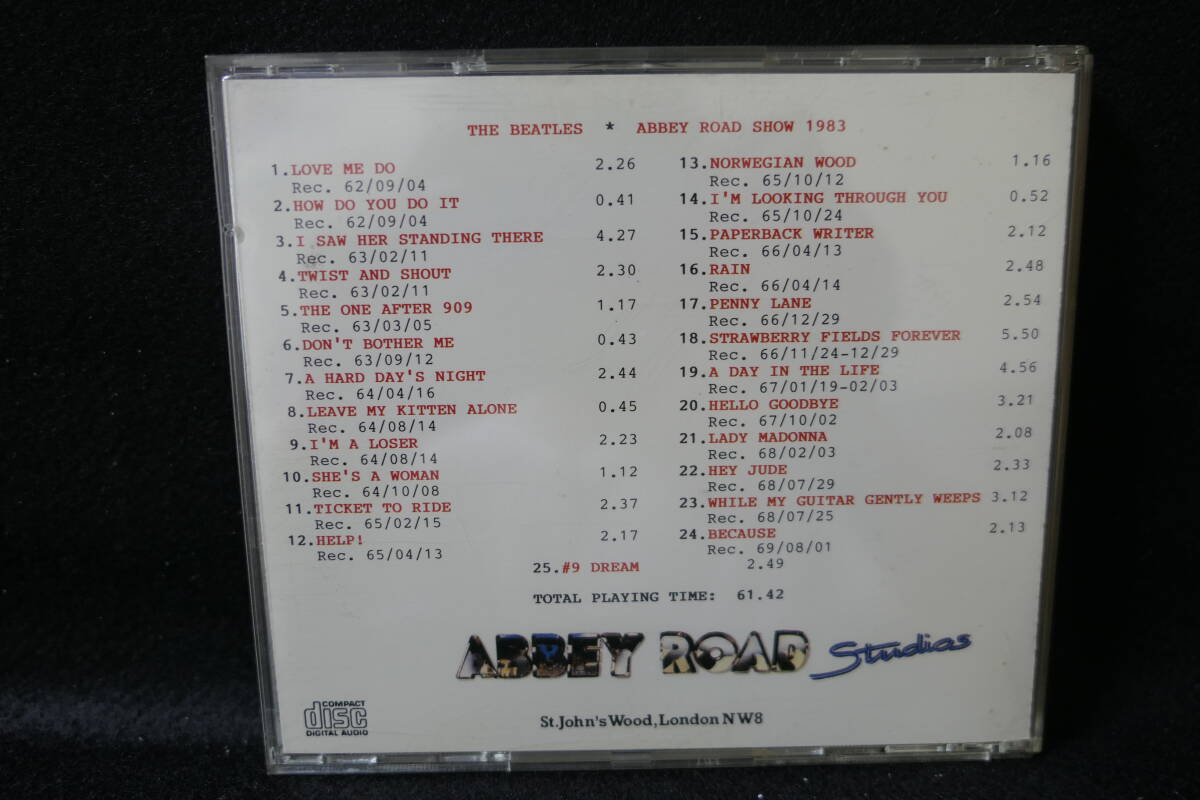 THE BEATLES * ABBEY ROAD SHOW 1983
1.LOVE ME DO 2.26
Rec. 62/09/04
2.HOW DO YOU DO IT 0.41
Rec. 62/09/04
3.I SAW HER STANDING THERE 4.27
Rec. 63/02/11
4.TWIST AND SHOUT 2.30
Rec. 63/02/11
5.THE ONE AFTER 909 1.17
Rec. 63/03/05
6.DON'T BOTHER ME 0.43
Rec. 63/09/12
7.A HARD DAY'S NIGHT 2.44
Rec. 64/04/16
8.LEAVE MY KITTEN ALONE 0.45
Rec. 64/08/14
9.I'M A LOSER 2.23
Rec. 64/08/14
10.SHE'S A WOMAN 1.12
Rec. 64/10/08
11.TICKET TO RIDE 2.37
Rec. 65/02/15
12.HELP! 2.17
Rec. 65/04/13
13.NORWEGIAN WOOD 1.16
Rec. 65/10/12
14.I'M LOOKING THROUGH YOU 0.52
Rec. 65/10/24
15.PAPERBACK WRITER 2.12
Rec. 66/04/13
16.RAIN 2.48
Rec. 66/04/14
17.PENNY LANE 2.54
Rec. 66/12/29
18.STRAWBERRY FIELDS FOREVER 5.50
Rec. 66/11/24-12/29
19.A DAY IN THE LIFE 4.56
Rec. 67/01/19-02/03
20.HELLO GOODBYE 3.21
Rec. 67/10/02
21.LADY MADONNA 2.08
Rec. 68/02/03
22.HEY JUDE 2.33
Rec. 68/07/29
23.WHILE MY GUITAR GENTLY WEEPS 3.12
Rec. 68/07/25
24.BECAUSE 2.13
Rec. 69/08/01
25.#9 DREAM 2.49
TOTAL PLAYING TIME: 61.42
ABBEY ROAD Studios
COMPACT
disc
DIGITAL AUDIO
St.John's Wood, London NW8